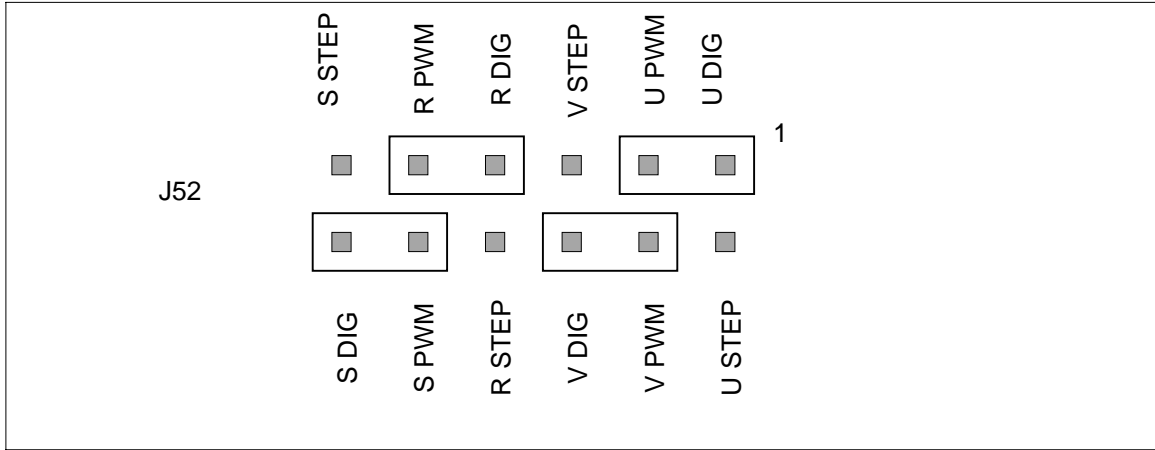 S STEP
R PWM
R DIG
V STEP
U PWM
U DIG
1
J52
S DIG
S PWM
R STEP
V DIG
V PWM
U STEP